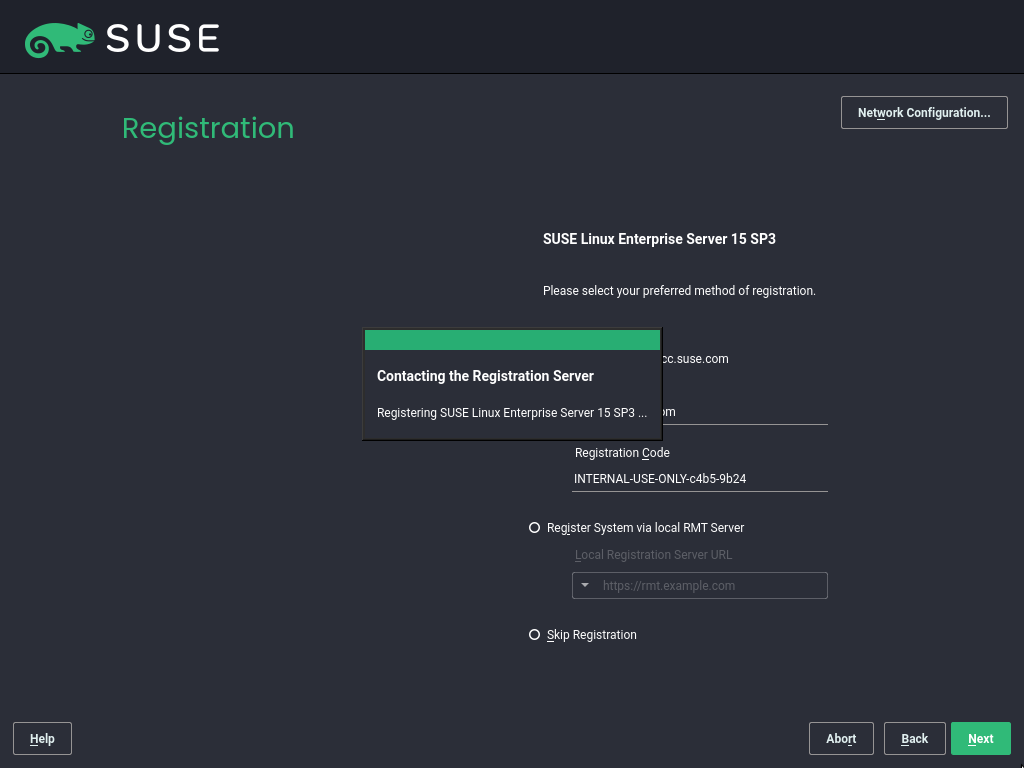 SUSE
Network Configuration...
Registration
SUSE Linux Enterprise Server 15 SP3
Please select your preferred method of registration.
cc.suse.com
Contacting the Registration Server
Registering SUSE Linux Enterprise Server 15 SP3 ...
om
Registration Code
INTERNAL-USE-ONLY-c4b5-9b24
Register System via local RMT Server
Local Registration Server URL
https://rmt.example.com
Skip Registration
Help
Abort
Back
Next